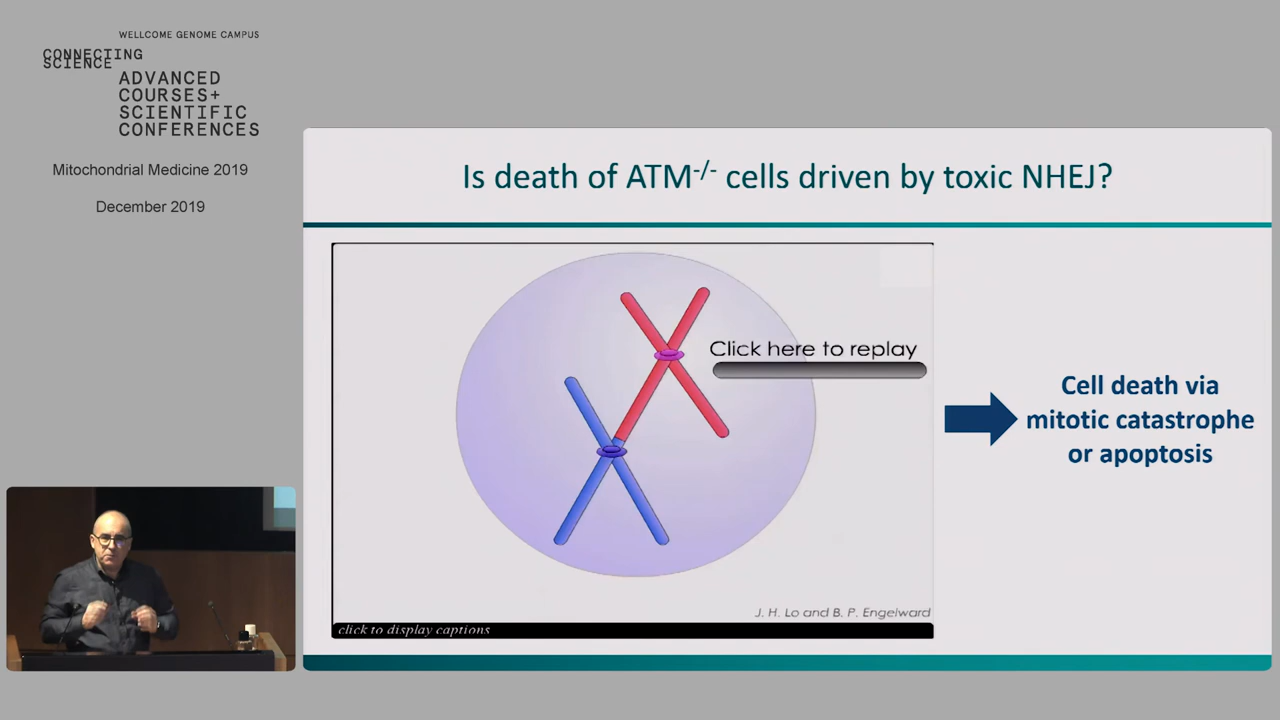 WELLCOME GENOME CAMPUS
CONNECTING
SCIENCE
ADVANCED
COURSES+
SCIENTIFIC
CONFERENCES
Mitochondrial Medicine 2019
December 2019
Is death of ATM-/- cells driven by toxic NHEJ?
Click here to replay
Cell death via
mitotic catastrophe
or apoptosis
J. H. Lo and B. P. Engelward
click to display captions